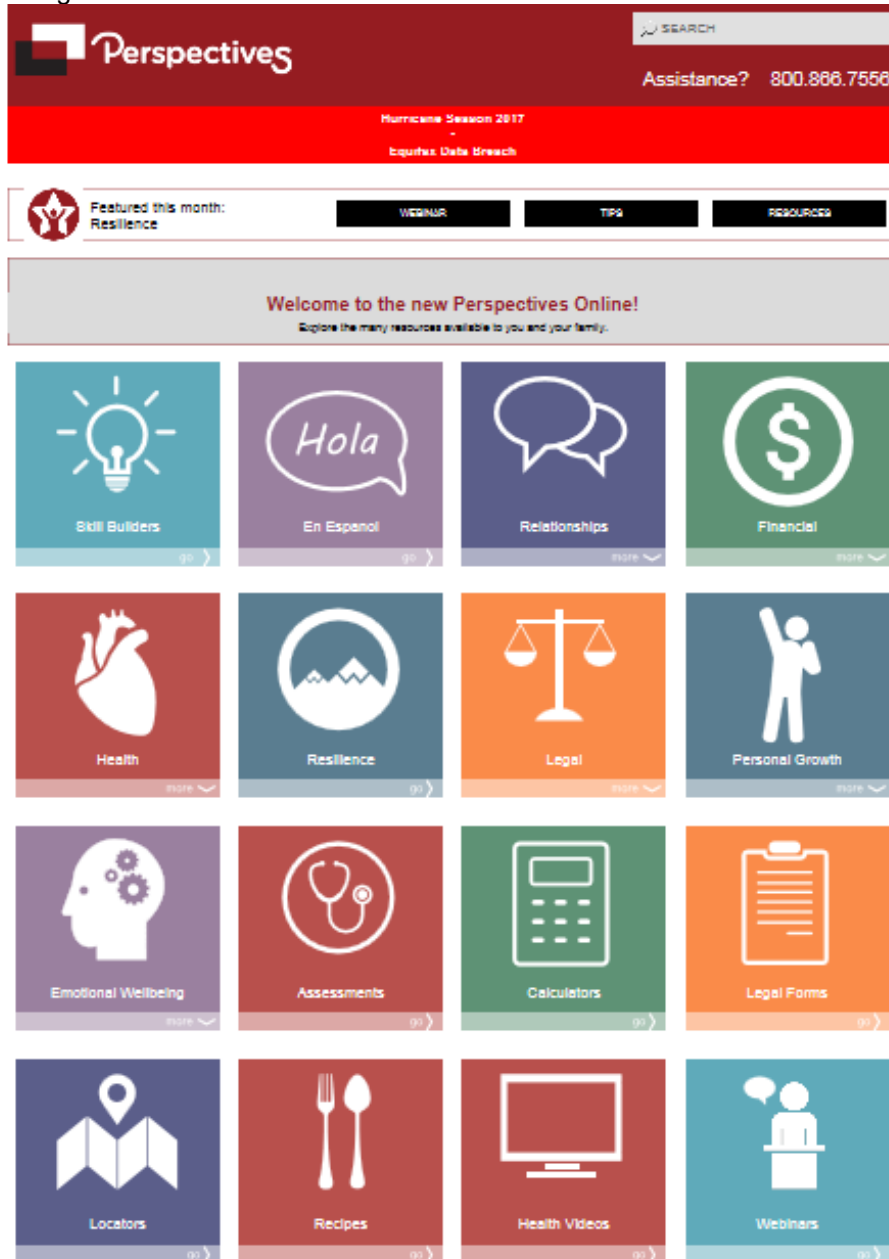 Perspectives
SEARCH
Assistance? 800.866.7556
Hurricane Season 2017
-
Equifax Data Breach
Featured this month:
Resilience
WEBINAR
TIPS
RESOURCES
Welcome to the new Perspectives Online!
Explore the many resources available to you and your family.
Skill Builders
go
Hola
En Espanol
go
Relationships
more
Financial
more
Health
more
Resilience
go
Legal
more
Personal Growth
more
Emotional Wellbeing
more
Assessments
go
Calculators
go
Legal Forms
go
Locators
go
Recipes
go
Health Videos
go
Webinars
go